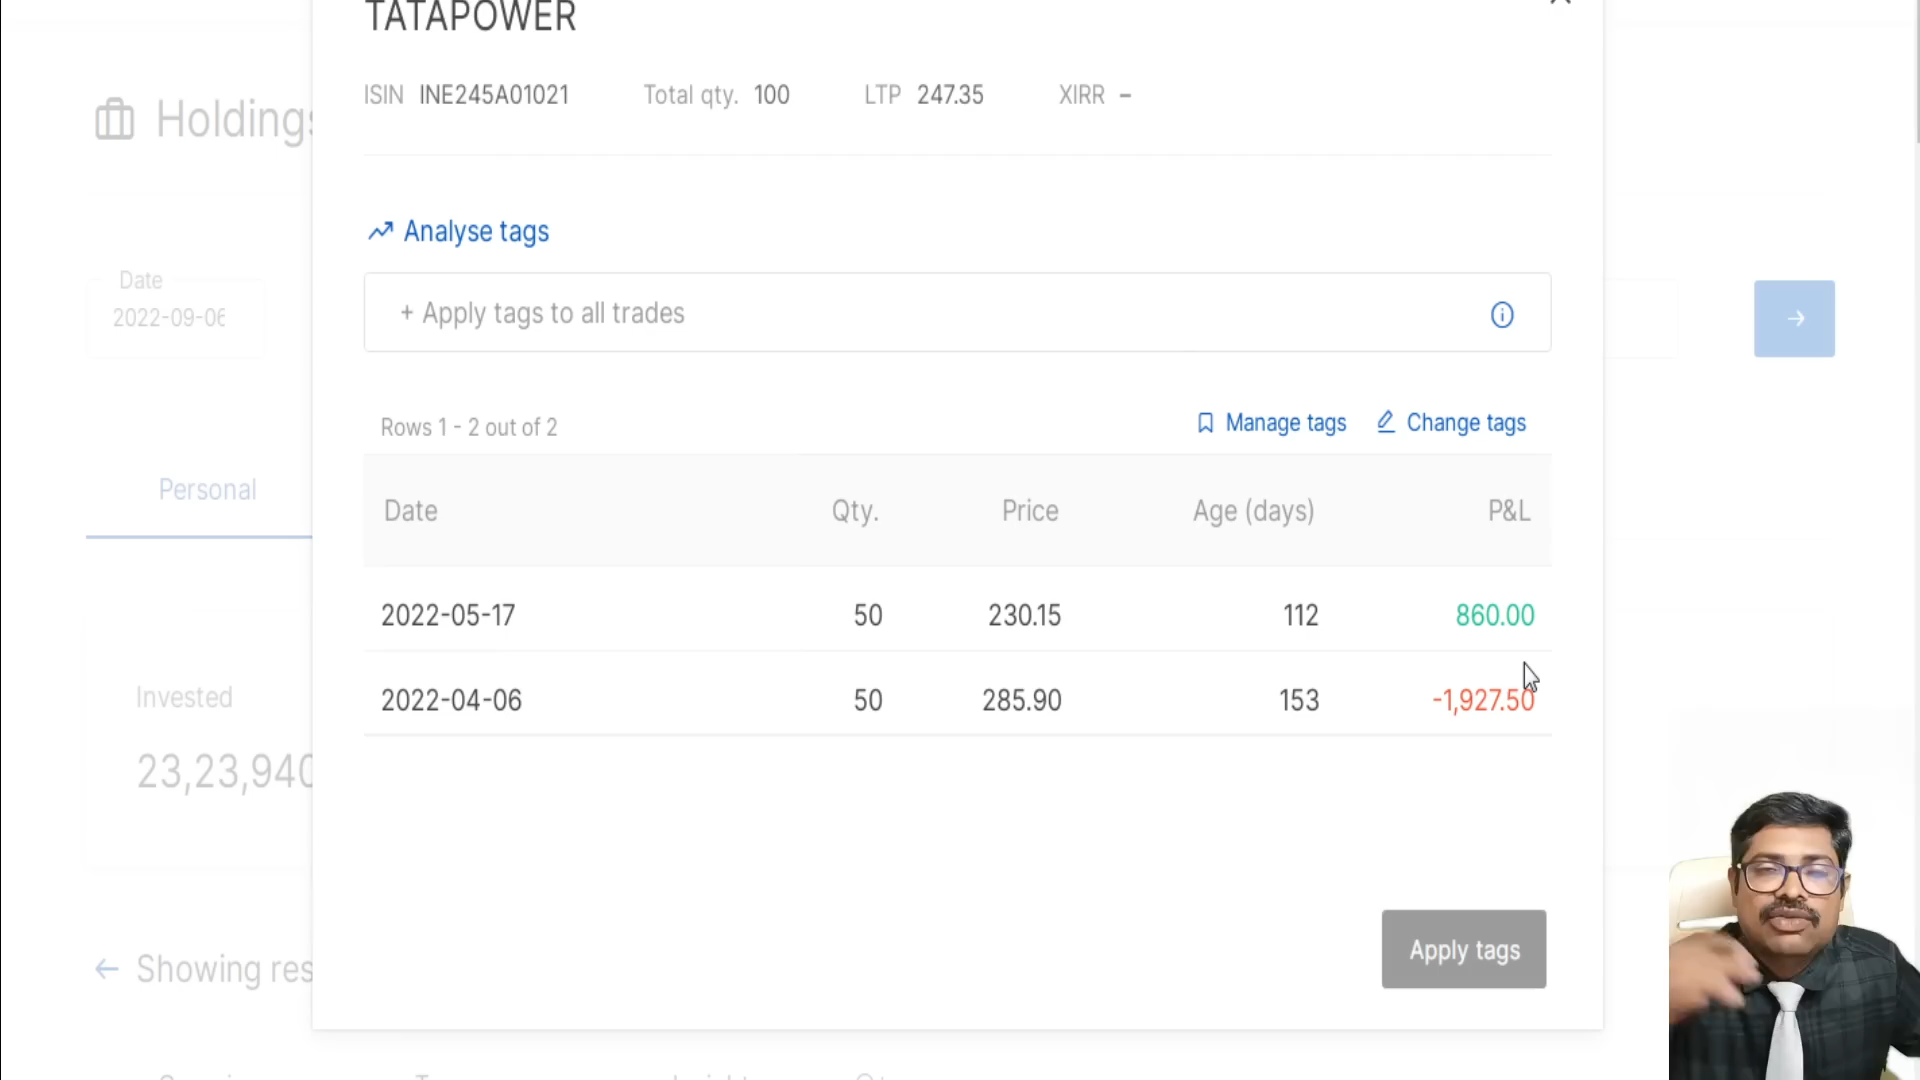 TATAPOWER
ISIN INE245A01021 Total qty. 100 LTP 247.35 XIRR –
Holdings
Analyse tags
Date
2022-09-06
+ Apply tags to all trades
Rows 1 - 2 out of 2 Manage tags Change tags
Personal
Date Qty. Price Age (days) P&L
2022-05-17 50 230.15 112 860.00
2022-04-06 50 285.90 153 -1,927.50
Invested
23,23,940
Apply tags
Showing res